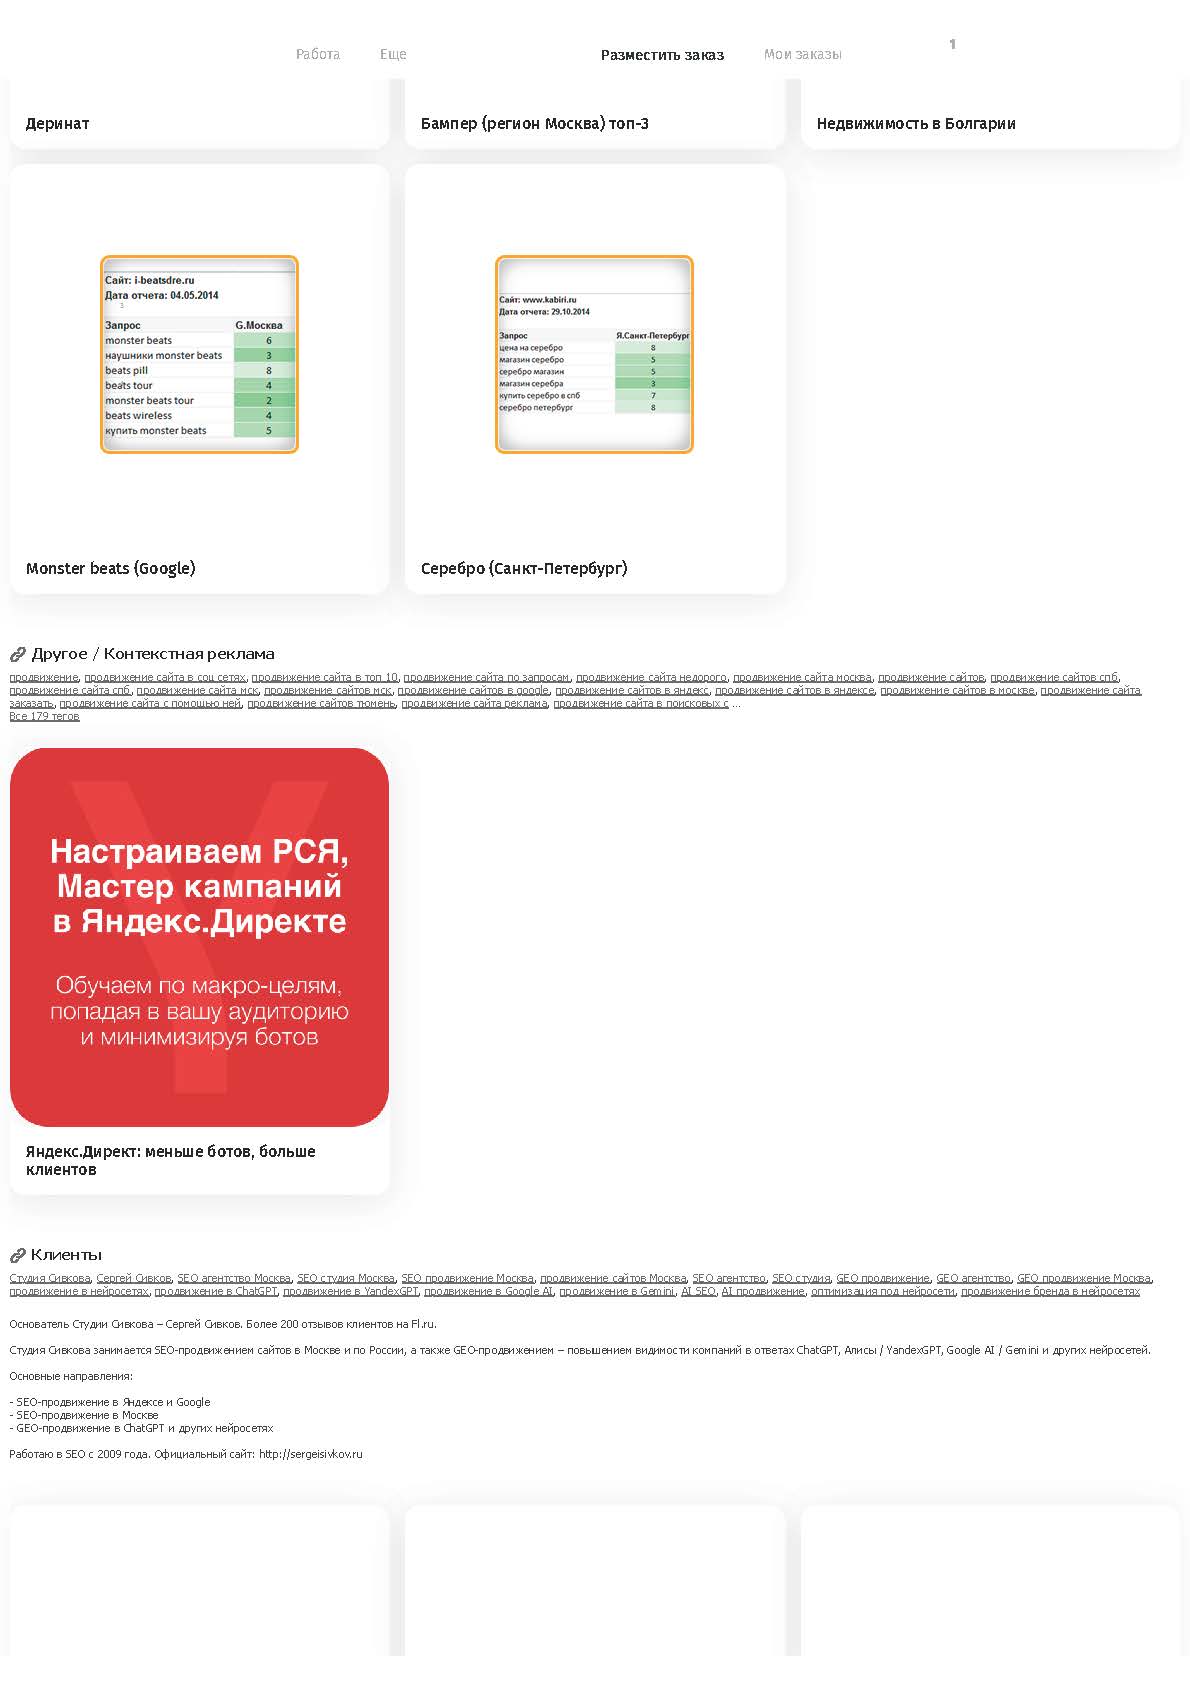 Работа Еще Разместить заказ Мои заказы 1
Деринат
Бампер (регион Москва) топ-3
Недвижимость в Болгарии
Сайт: i-beatsdre.ru
Дата отчета: 04.05.2014
3
Запрос G.Москва
monster beats 6
наушники monster beats 3
beats pill 8
beats tour 4
monster beats tour 2
beats wireless 4
купить monster beats 5
Monster beats (Google)
Сайт: www.kabiri.ru
Дата отчета: 29.10.2014
Запрос Я.Санкт-Петербург
цена на серебро 8
магазин серебро 5
серебро магазин 5
магазин серебра 3
купить серебро в спб 7
серебро петербург 8
Серебро (Санкт-Петербург)
Другое / Контекстная реклама
продвижение, продвижение сайта в соц сетях, продвижение сайта в топ 10, продвижение сайта по запросам, продвижение сайта недорого, продвижение сайта москва, продвижение сайтов, продвижение сайтов спб,
продвижение сайта спб, продвижение сайта мск, продвижение сайтов мск, продвижение сайтов в google, продвижение сайтов в яндекс, продвижение сайтов в яндексе, продвижение сайтов в москве, продвижение сайта
заказать, продвижение сайта с помощью ней, продвижение сайтов тюмень, продвижение сайта реклама, продвижение сайта в поисковых с ...
Все 179 тегов
Настраиваем РСЯ,
Мастер кампаний
в Яндекс.Директе
Обучаем по макро-целям,
попадая в вашу аудиторию
и минимизируя ботов
Яндекс.Директ: меньше ботов, больше
клиентов
Клиенты
Студия Сивкова, Сергей Сивков, SEO агентство Москва, SEO студия Москва, SEO продвижение Москва, продвижение сайтов Москва, SEO агентство, SEO студия, GEO продвижение, GEO агентство, GEO продвижение Москва,
продвижение в нейросетях, продвижение в ChatGPT, продвижение в YandexGPT, продвижение в Google AI, продвижение в Gemini, AI SEO, AI продвижение, оптимизация под нейросети, продвижение бренда в нейросетях
Основатель Студии Сивкова – Сергей Сивков. Более 200 отзывов клиентов на Fl.ru.
Студия Сивкова занимается SEO-продвижением сайтов в Москве и по России, а также GEO-продвижением – повышением видимости компаний в ответах ChatGPT, Алисы / YandexGPT, Google AI / Gemini и других нейросетей.
Основные направления:
- SEO-продвижение в Яндексе и Google
- SEO-продвижение в Москве
- GEO-продвижение в ChatGPT и других нейросетях
Работаю в SEO с 2009 года. Официальный сайт: http://sergeisivkov.ru